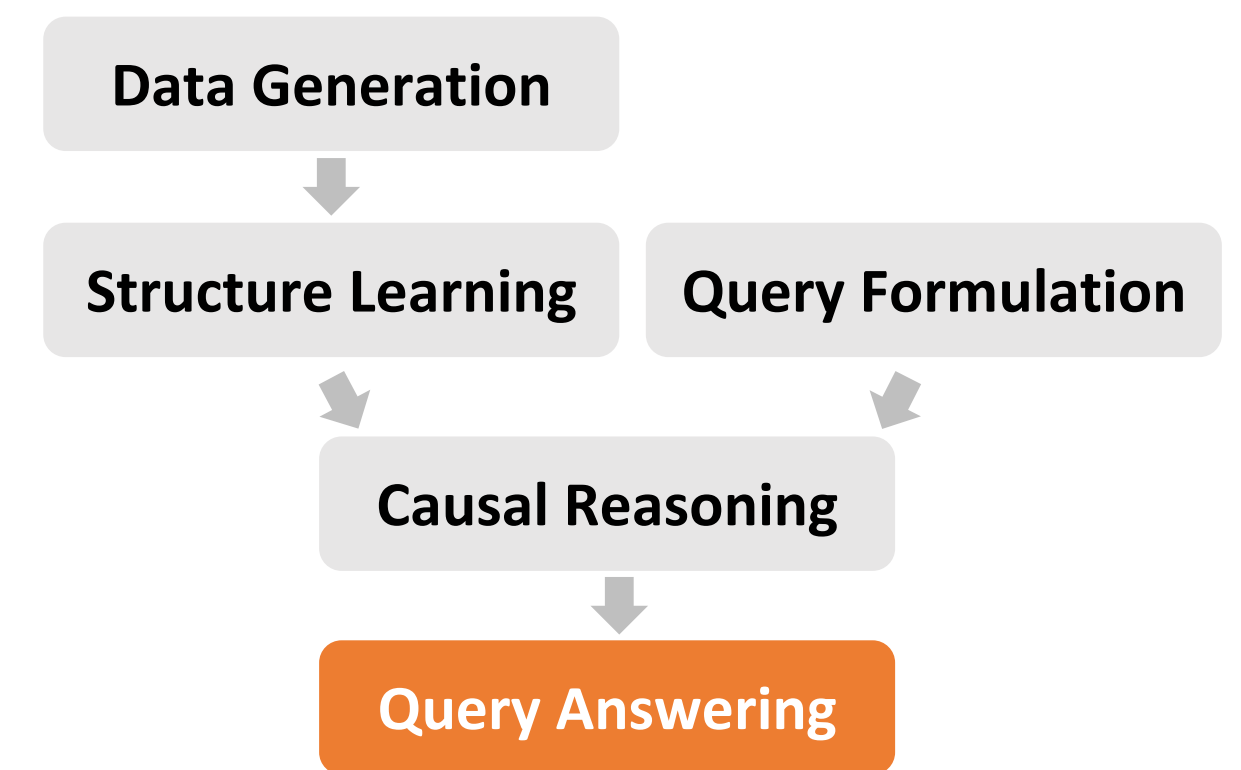 Data Generation
Structure Learning
Query Formulation
Causal Reasoning
Query Answering